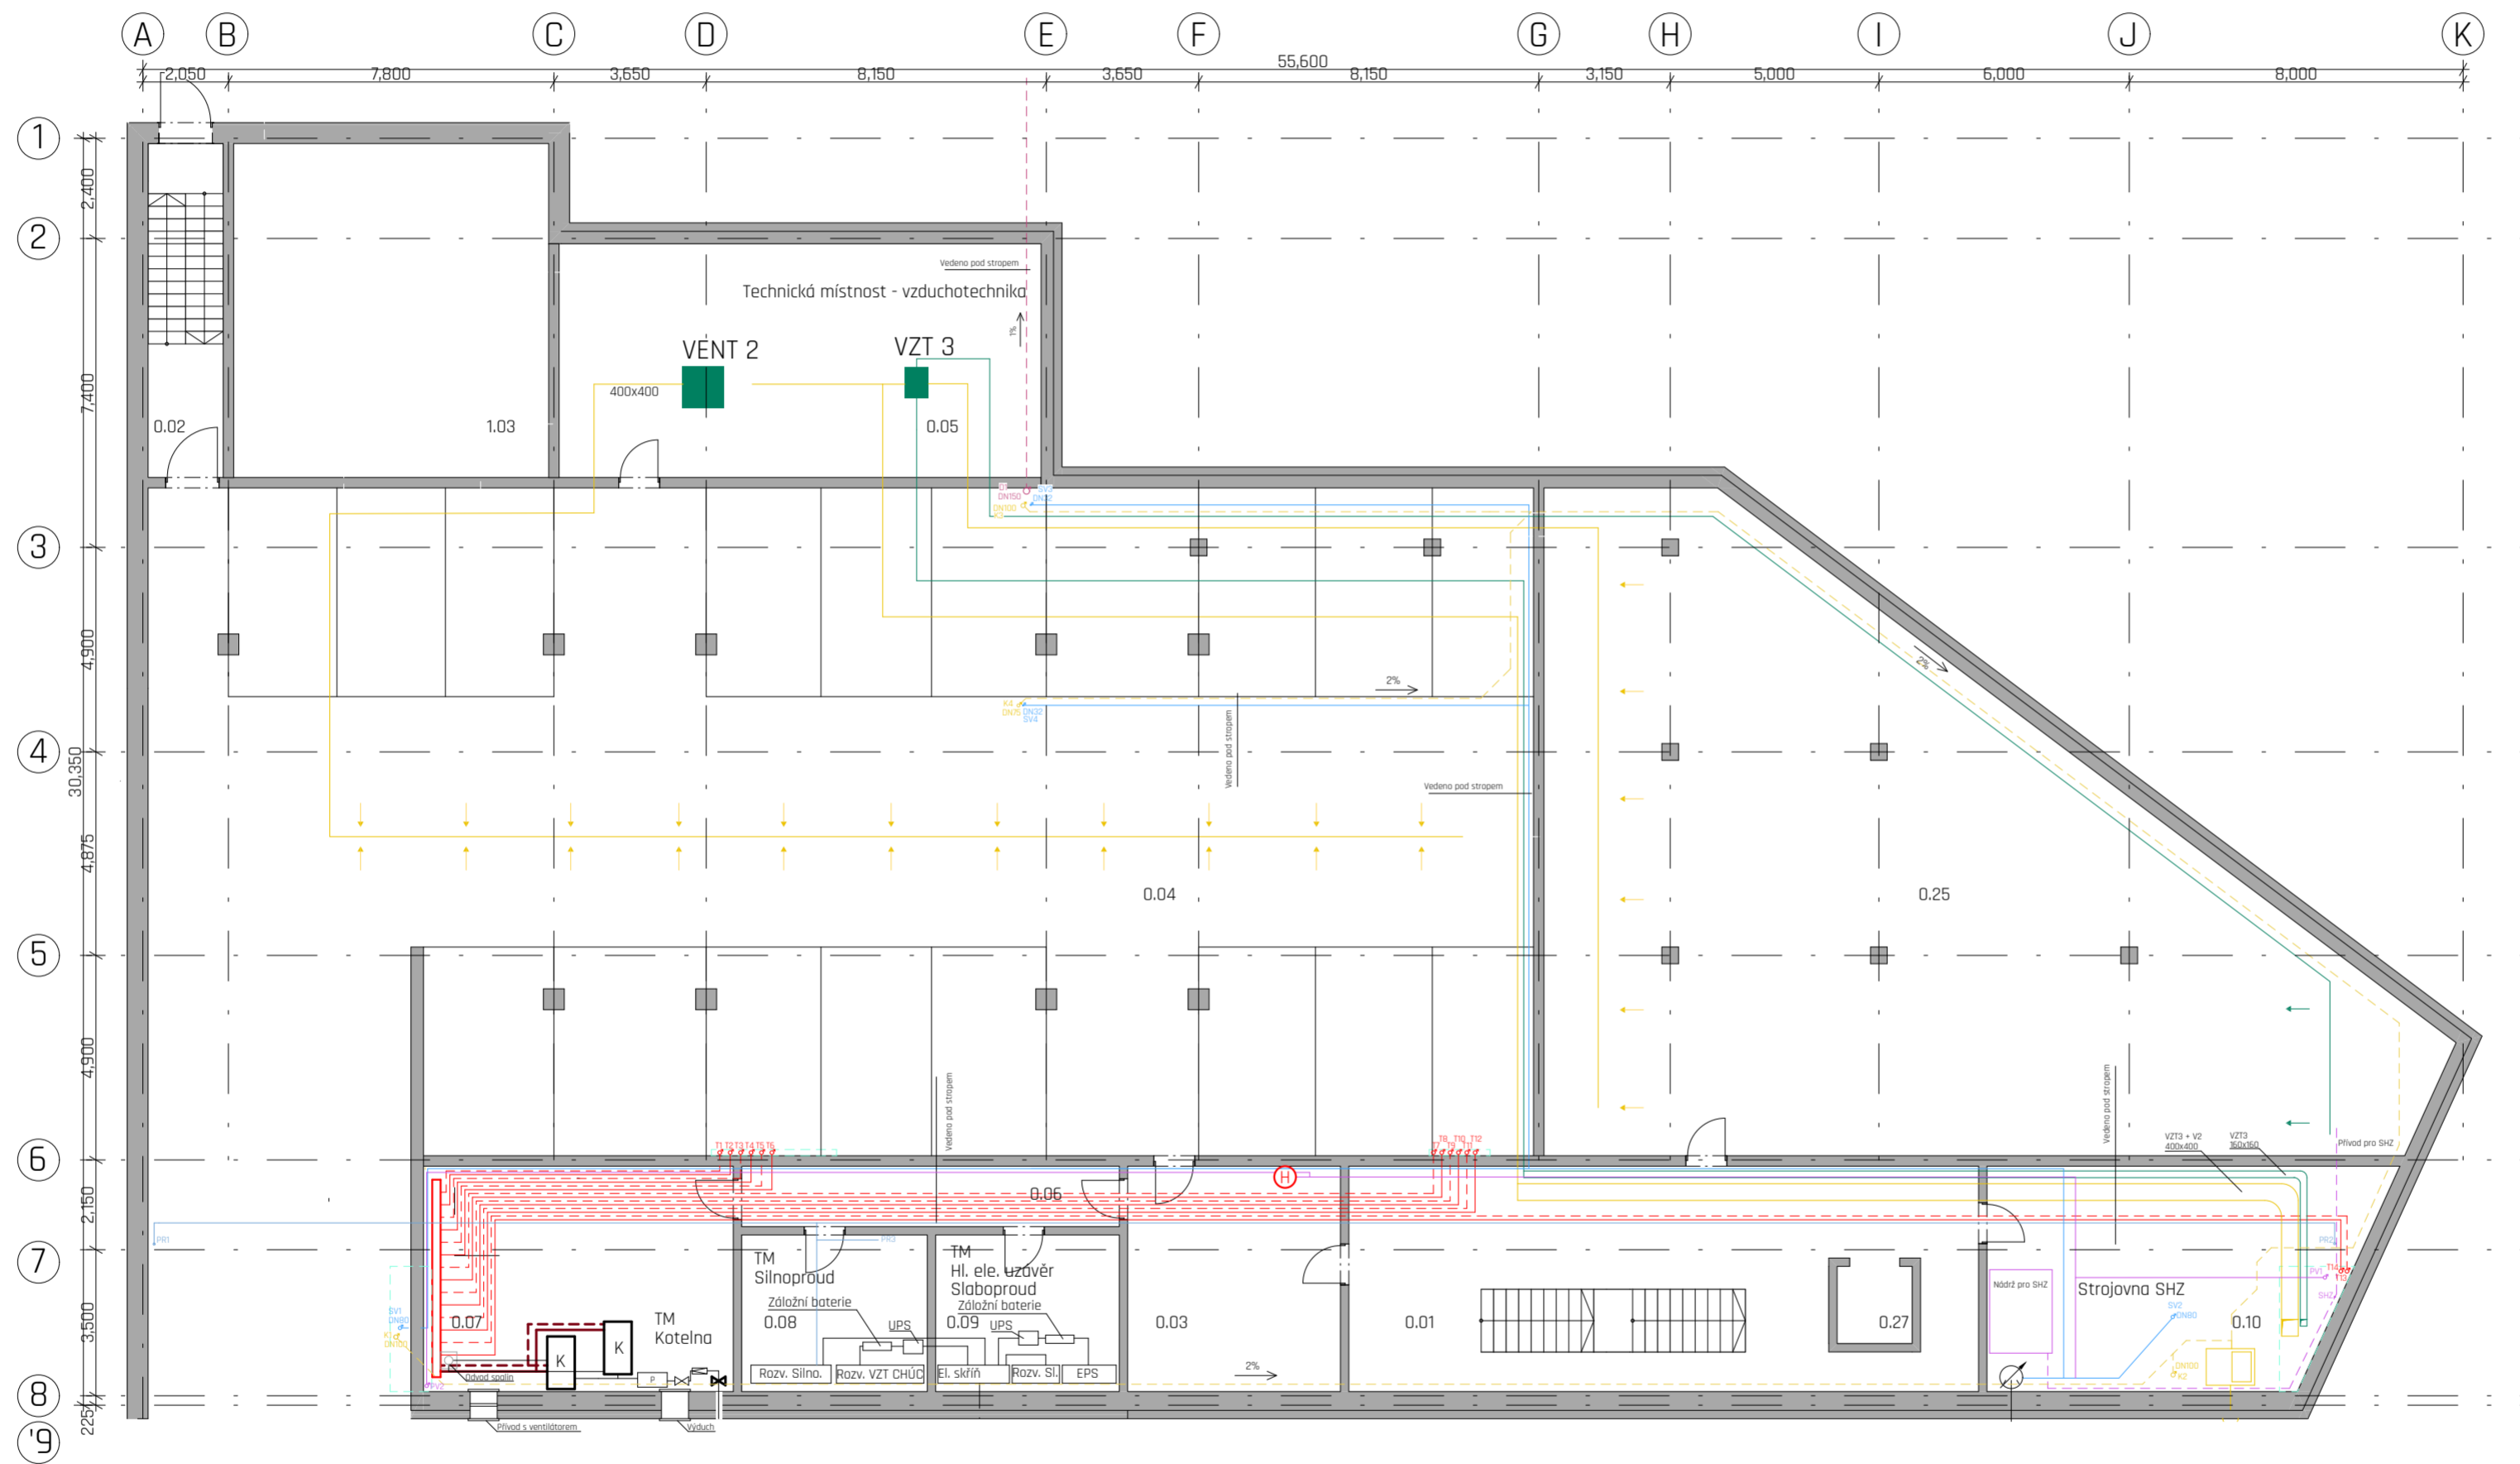 A B C D E F G H I J K
55,600
2,050 7,800 3,650 8,150 3,650 8,150 3,150 5,000 6,000 8,000
1
2,400
2
Vedeno pod stropem
Technická místnost - vzduchotechnika
1%
VENT 2
VZT 3
400x400
7,400
0.02
1.03
0.05
DN150
SV3
DN32
DN100
3
4,900
2%
2%
K4
DN75
DN32
SV4
Vedeno pod stropem
4
30,350
Vedeno pod stropem
4,875
0.04
0.25
5
4,900
Vedeno pod stropem
Vedeno pod stropem
6
T1 T2 T3 T4 T5 T6
T8 T10 T12
T7 T9 T11
VZT3 + V2
400x400
VZT3
160x160
Přívod pro SHZ
H
2,150
0.06
PR1
PR3
PR2
7
TM
Silnoproud
TM
Hl. ele. uzávěr
Slaboproud
T14
T13
PV1
Nádrž pro SHZ
Strojovna SHZ
SHZ
Záložní baterie
Záložní baterie
SV1
DN80
SV2
DN80
3,500
0.07
TM
Kotelna
0.08
UPS
0.09
UPS
0.03
0.01
0.27
0.10
K1
DN100
K
K
DN100
K2
Odvod spalin
P
Rozv. Silno.
Rozv. VZT CHÚC
El. skříň
Rozv. Sl.
EPS
2%
PV2
8
225
Přívod s ventilátorem
Výduch
'9